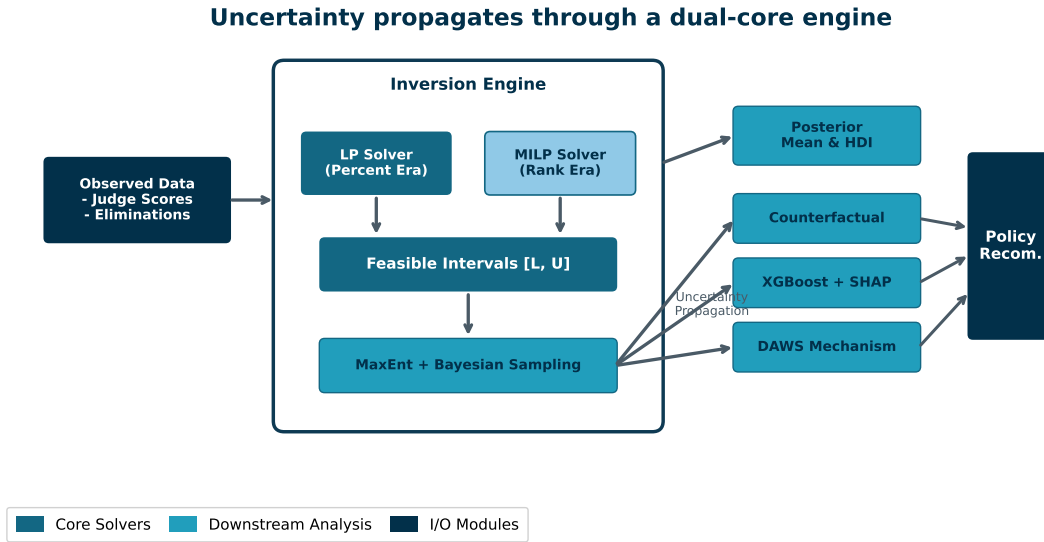 Uncertainty propagates through a dual-core engine
Inversion Engine
Observed Data
- Judge Scores
- Eliminations
LP Solver
(Percent Era)
MILP Solver
(Rank Era)
Feasible Intervals [L, U]
MaxEnt + Bayesian Sampling
Uncertainty
Propagation
Posterior
Mean & HDI
Counterfactual
XGBoost + SHAP
DAWS Mechanism
Policy
Recom.
Core Solvers
Downstream Analysis
I/O Modules